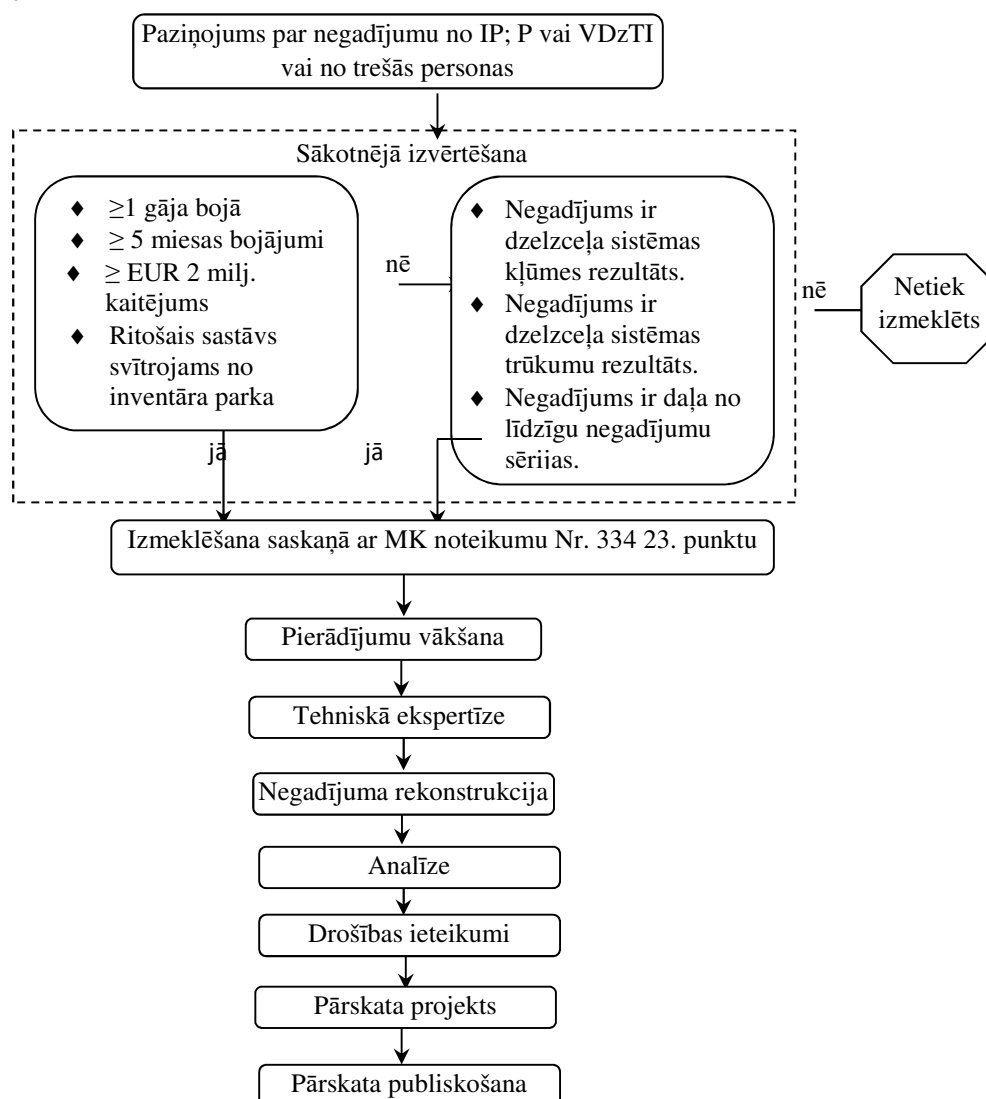 Paziņojums par negadījumu no IP; P vai VDzTI
vai no trešās personas
Sākotnējā izvērtēšana
♦ ≥1 gāja bojā
♦ ≥ 5 miesas bojājumi
♦ ≥ EUR 2 milj.
kaitējums
♦ Ritošais sastāvs
svītrojams no
inventāra parka
nē
♦ Negadījums ir
dzelzceļa sistēmas
kļūmes rezultāts.
♦ Negadījums ir
dzelzceļa sistēmas
trūkumu rezultāts.
♦ Negadījums ir daļa no
līdzīgu negadījumu
sērijas.
nē
Netiek
izmeklēts
jā
jā
Izmeklēšana saskaņā ar MK noteikumu Nr. 334 23. punktu
Pierādījumu vākšana
Tehniskā ekspertīze
Negadījuma rekonstrukcija
Analīze
Drošības ieteikumi
Pārskata projekts
Pārskata publiskošana